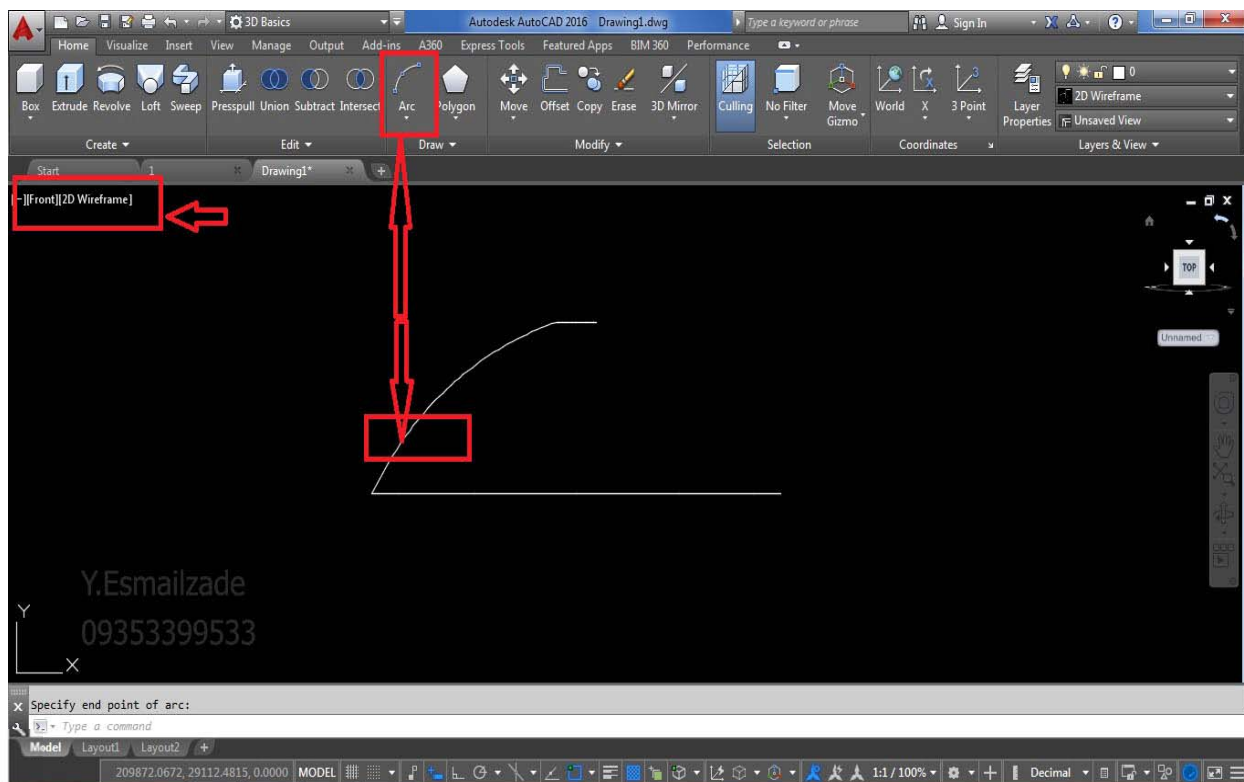 3D Basics
Autodesk AutoCAD 2016 Drawing1.dwg
Type a keyword or phrase
Sign In
Home Visualize Insert View Manage Output Add-ins A360 Express Tools Featured Apps BIM 360 Performance
Box Extrude Revolve Loft Sweep Presspull Union Subtract Intersect Arc Polygon Move Offset Copy Erase 3D Mirror Culling No Filter Move Gizmo World X 3 Point Layer Properties
0
2D Wireframe
Unsaved View
Create Edit Draw Modify Selection Coordinates Layers & View
Start 1 Drawing1* +
[−][Front][2D Wireframe]
TOP
Unnamed
Y.Esmailzade
09353399533
Y
X
Specify end point of arc:
Type a command
Model Layout1 Layout2 +
209872.0672, 29112.4815, 0.0000 MODEL 1:1 / 100% Decimal